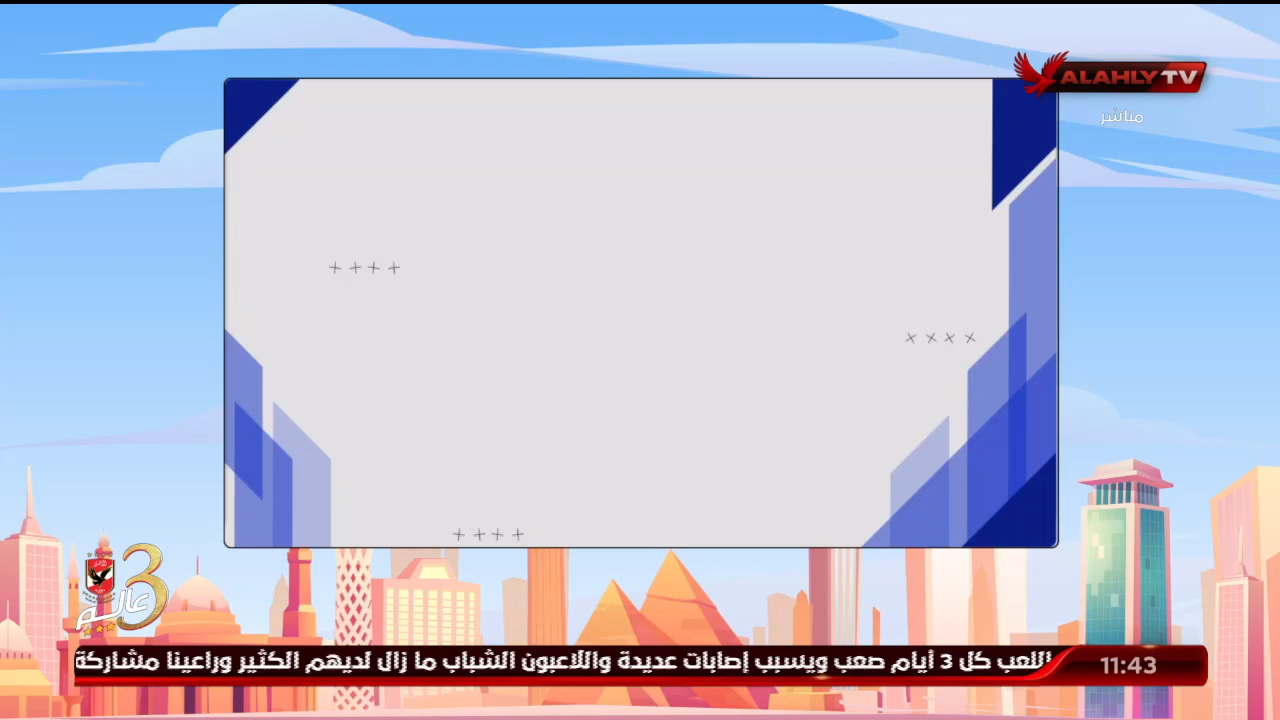 ALAHLY TV
مباشر
3
عالم
اللعب كل 3 أيام صعب ويسبب إصابات عديدة واللاعبون الشباب ما زال لديهم الكثير وراعينا مشاركة
11:43